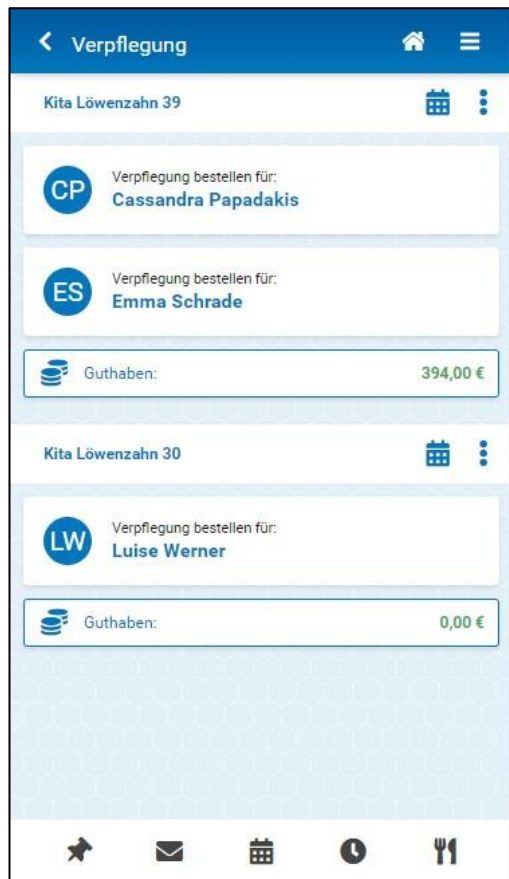 Verpflegung
Kita Löwenzahn 39
CP
Verpflegung bestellen für:
Cassandra Papadakis
ES
Verpflegung bestellen für:
Emma Schrade
Guthaben: 394,00 €
Kita Löwenzahn 30
LW
Verpflegung bestellen für:
Luise Werner
Guthaben: 0,00 €